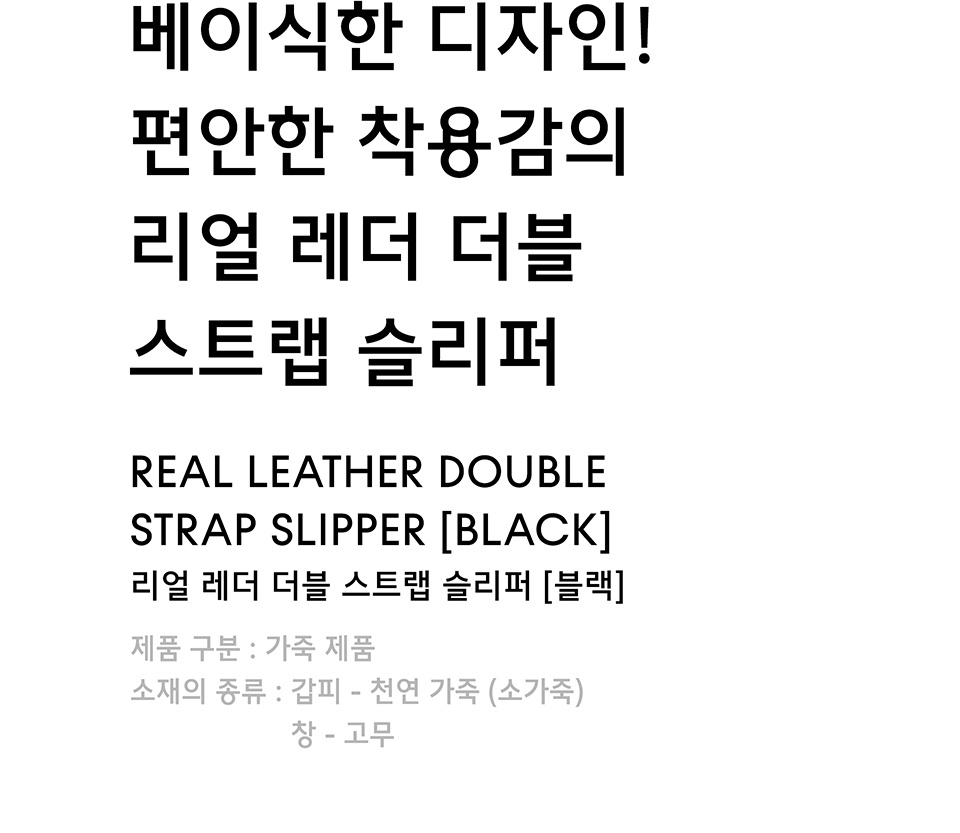 베이식한 디자인!
편안한 착용감의
리얼 레더 더블
스트랩 슬리퍼
REAL LEATHER DOUBLE
STRAP SLIPPER [BLACK]
리얼 레더 더블 스트랩 슬리퍼 [블랙]
제품 구분 : 가죽 제품
소재의 종류 : 갑피 - 천연 가죽 (소가죽)
창 - 고무